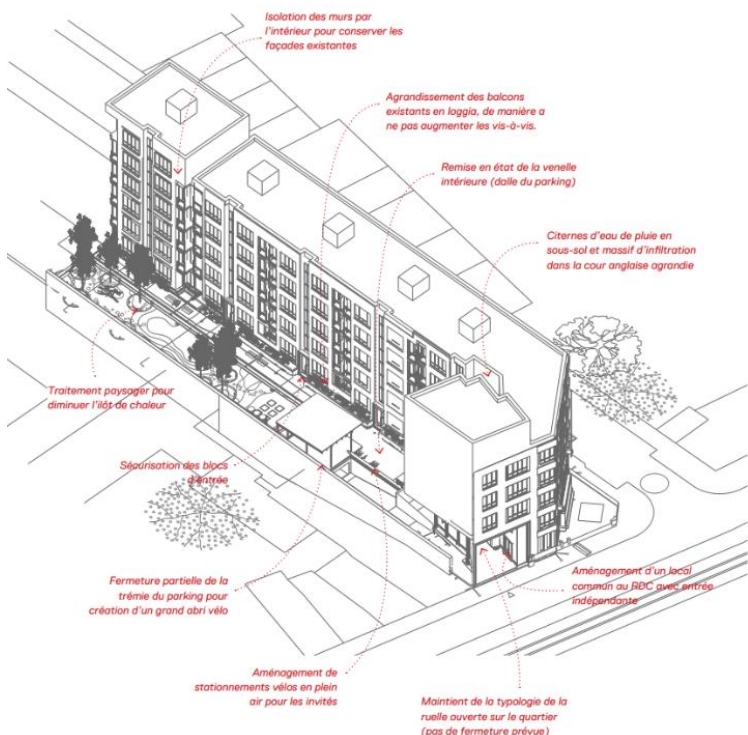 Isolation des murs par
l'intérieur pour conserver les
façades existantes
Agrandissement des balcons
existants en loggia, de manière a
ne pas augmenter les vis-à-vis.
Remise en état de la venelle
intérieure (dalle du parking)
Citernes d'eau de pluie en
sous-sol et massif d'infiltration
dans la cour anglaise agrandie
Traitement paysager pour
diminuer l'ilôt de chaleur
Sécurisation des blocs
d'entrée
Fermeture partielle de la
trémie du parking pour
création d'un grand abri vélo
Aménagement d'un local
commun au RDC avec entrée
indépendante
Aménagement de
stationnements vélos en plein
air pour les invités
Maintient de la typologie de la
ruelle ouverte sur le quartier
(pas de fermeture prévue)